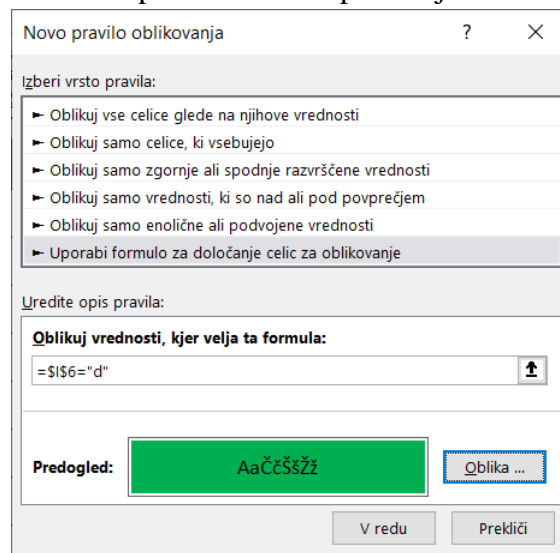 Novo pravilo oblikovanja ? ×
Izberi vrsto pravila:
► Oblikuj vse celice glede na njihove vrednosti
► Oblikuj samo celice, ki vsebujejo
► Oblikuj samo zgornje ali spodnje razvrščene vrednosti
► Oblikuj samo vrednosti, ki so nad ali pod povprečjem
► Oblikuj samo enolične ali podvojene vrednosti
► Uporabi formulo za določanje celic za oblikovanje
Uredite opis pravila:
Oblikuj vrednosti, kjer velja ta formula:
=$I$6="d"
Predogled: AaČčŠšŽž Oblika ...
V redu Prekliči